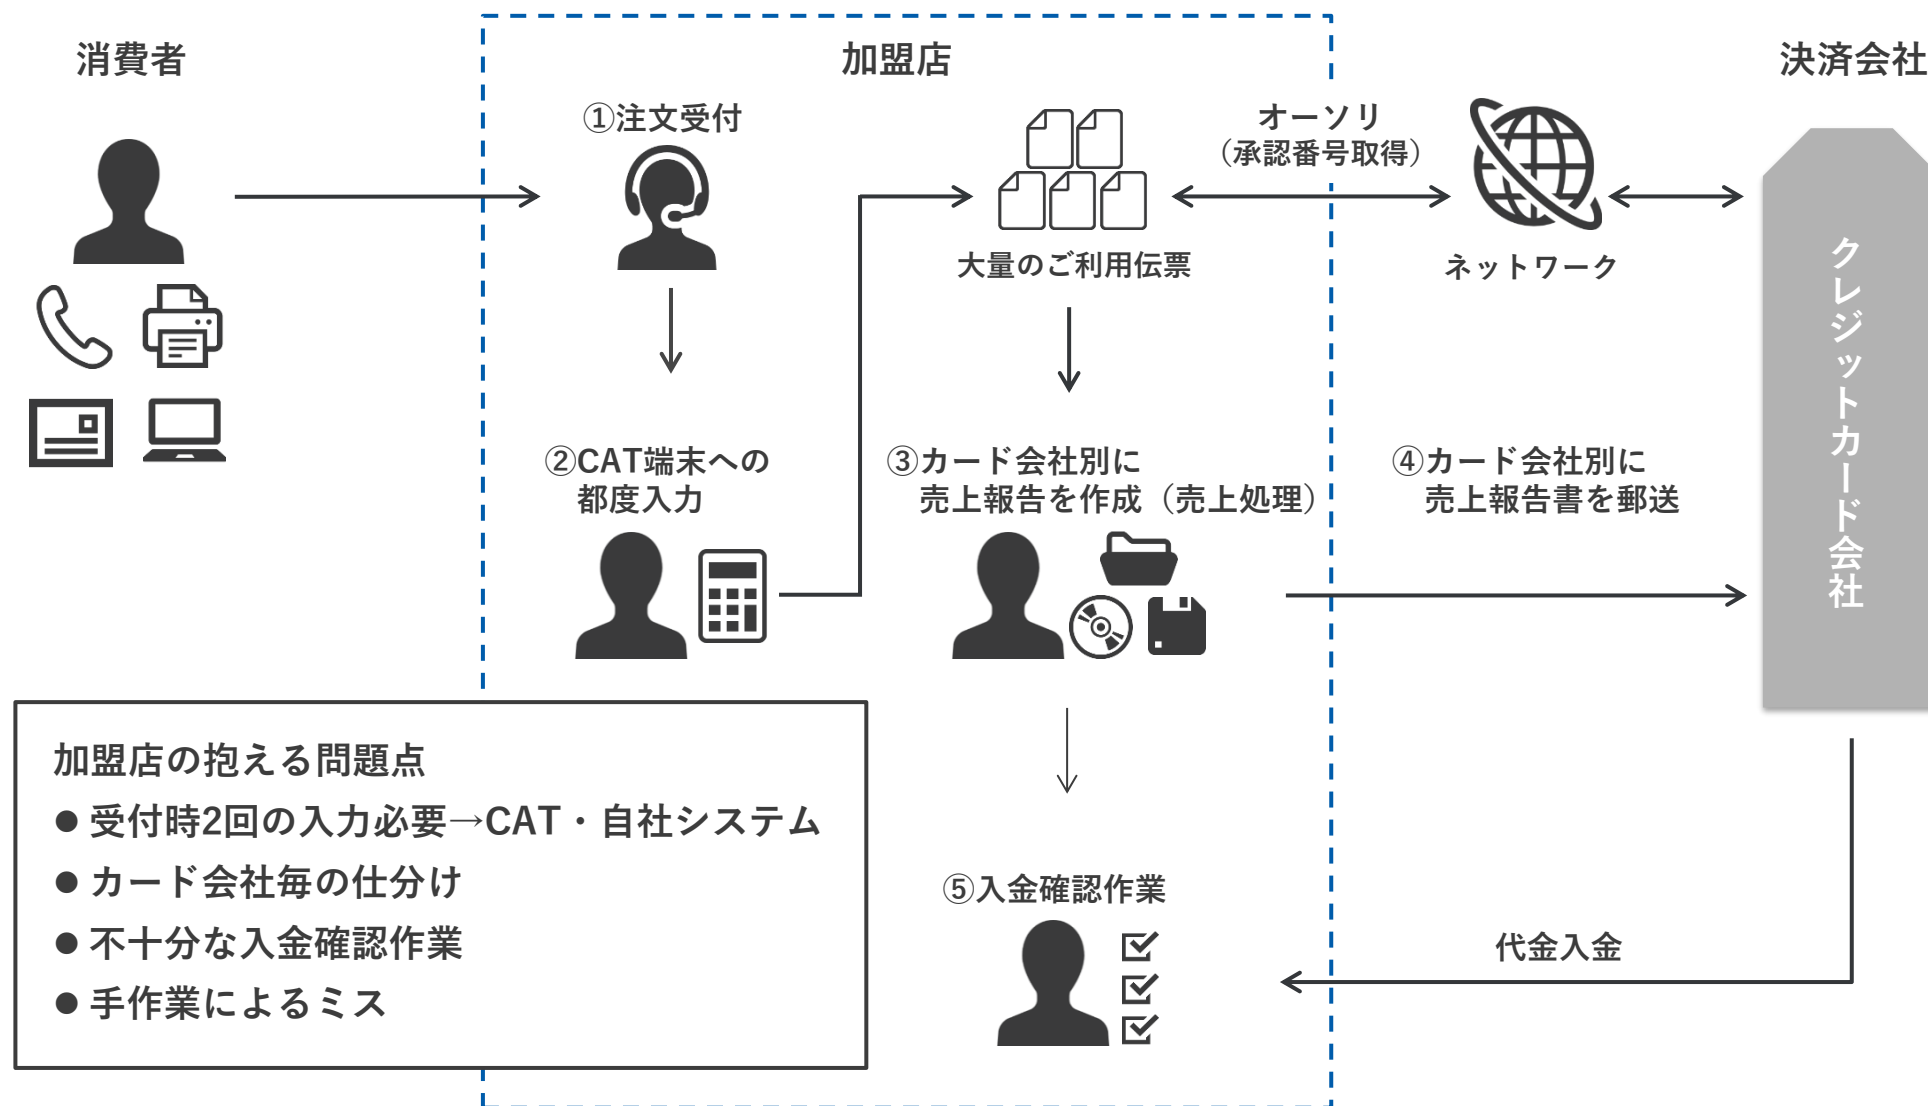 消費者
加盟店
決済会社
①注文受付
オーソリ
（承認番号取得）
大量のご利用伝票
ネットワーク
クレジットカード会社
②CAT端末への
都度入力
③カード会社別に
売上報告を作成（売上処理）
④カード会社別に
売上報告書を郵送
加盟店の抱える問題点
● 受付時2回の入力必要→CAT・自社システム
● カード会社毎の仕分け
● 不十分な入金確認作業
● 手作業によるミス
⑤入金確認作業
代金入金